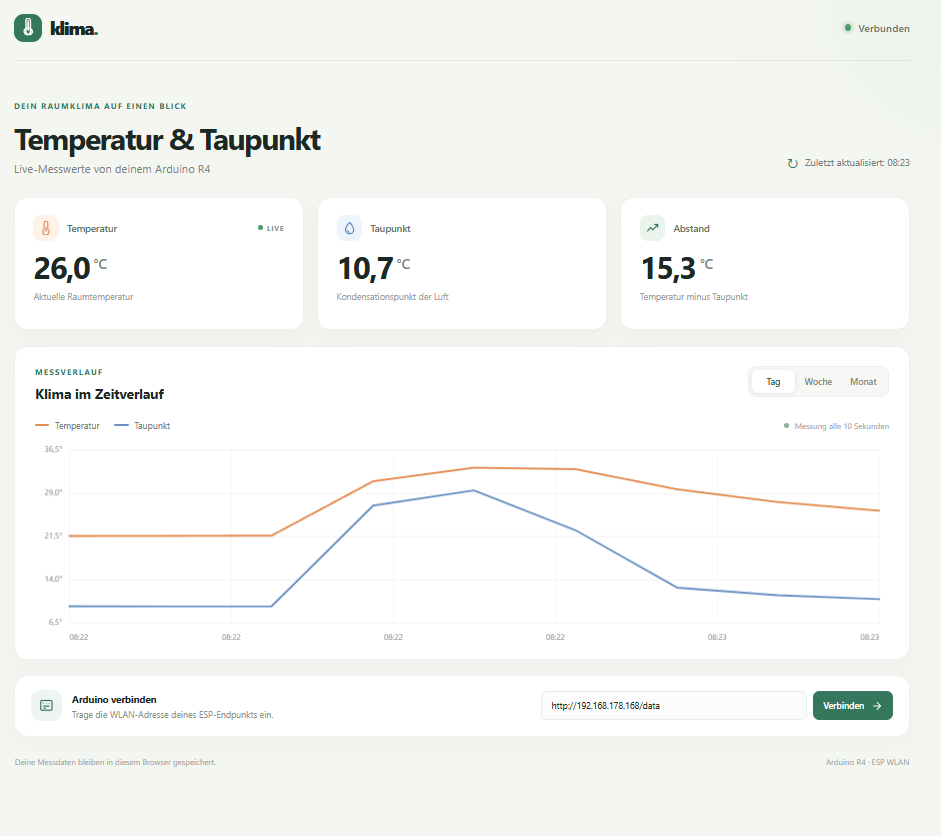 klima.
Verbunden
DEIN RAUMKLIMA AUF EINEN BLICK
Temperatur & Taupunkt
Live-Messwerte von deinem Arduino R4
Zuletzt aktualisiert: 08:23
Temperatur
LIVE
26,0 °C
Aktuelle Raumtemperatur
Taupunkt
10,7 °C
Kondensationspunkt der Luft
Abstand
15,3 °C
Temperatur minus Taupunkt
MESSVERLAUF
Klima im Zeitverlauf
Tag Woche Monat
Temperatur Taupunkt
Messung alle 10 Sekunden
36,5°
29,0°
21,5°
14,0°
6,5°
08:22 08:22 08:22 08:22 08:23 08:23
Arduino verbinden
Trage die WLAN-Adresse deines ESP-Endpunkts ein.
http://192.168.178.168/data
Verbinden →
Deine Messdaten bleiben in diesem Browser gespeichert.
Arduino R4 · ESP WLAN